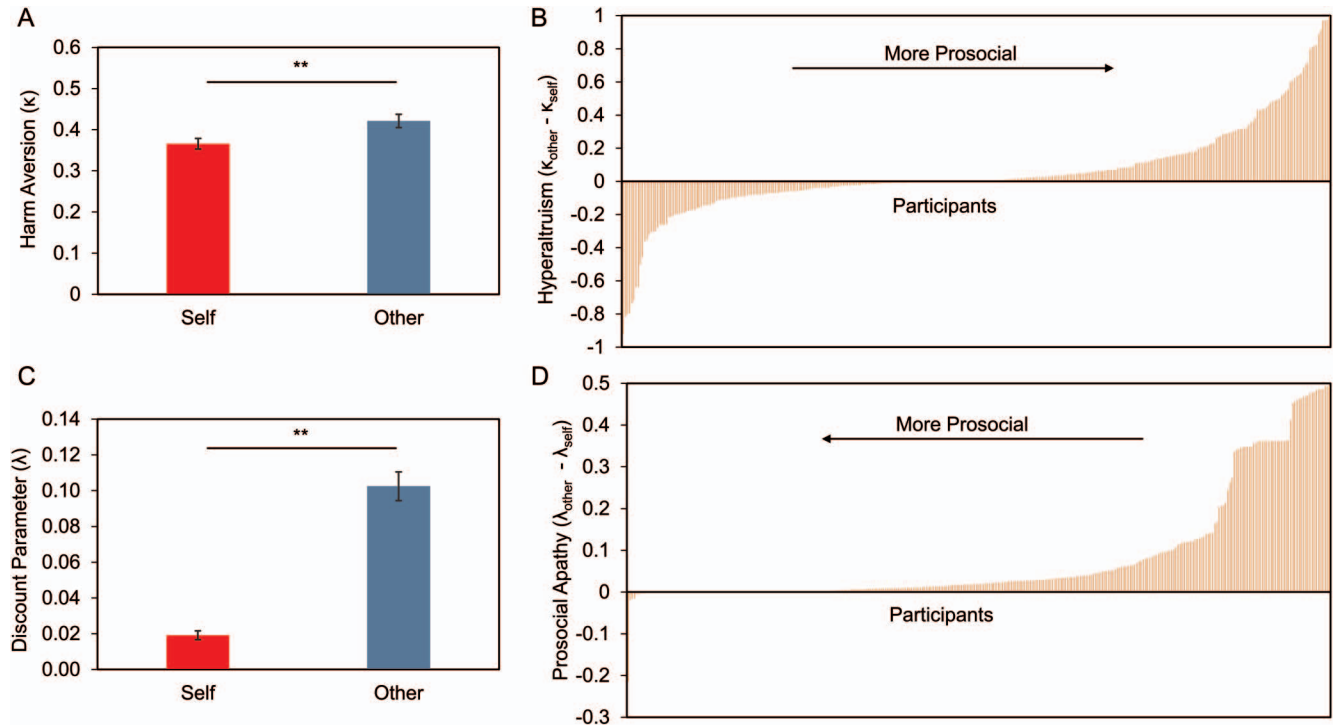 A
Harm Aversion (κ)
0.6
0.5
0.4
0.3
0.2
0.1
0
**
Self
Other
B
Hyperaltruism (κother - κself)
1
0.8
0.6
0.4
0.2
0
-0.2
-0.4
-0.6
-0.8
-1
More Prosocial
Participants
C
Discount Parameter (λ)
0.14
0.12
0.10
0.08
0.06
0.04
0.02
0.00
**
Self
Other
D
Prosocial Apathy (λother - λself)
0.5
0.4
0.3
0.2
0.1
0
-0.1
-0.2
-0.3
More Prosocial
Participants